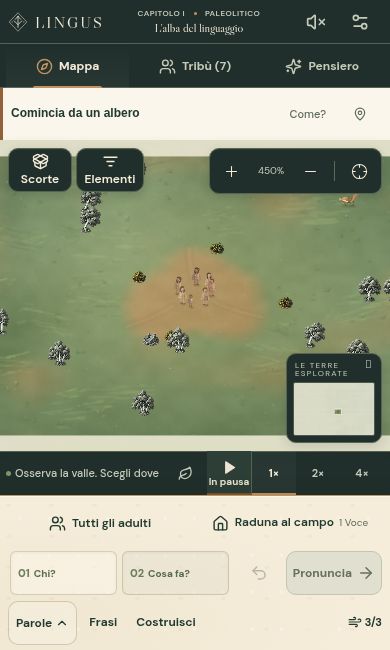 LINGUS
CAPITOLO I • PALEOLITICO
L'alba del linguaggio
Mappa
Tribù (7)
Pensiero
Comincia da un albero
Come?
Scorte
Elementi
+ 450% −
LE TERRE
ESPLORATE
Osserva la valle. Scegli dove
In pausa
1×
2×
4×
Tutti gli adulti
Raduna al campo 1 Voce
01 Chi?
02 Cosa fa?
Pronuncia
Parole
Frasi
Costruisci
3/3